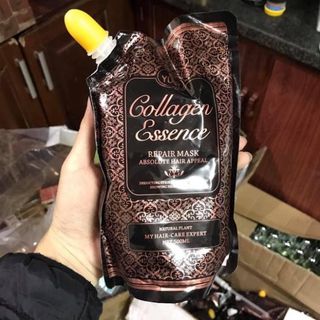 Collagen
Essence
REPAIR MASK
ABSOLUTE HAIR APPEAL
NATURAL PLANT
MY HAIR-CARE EXPERT
NET 500ML